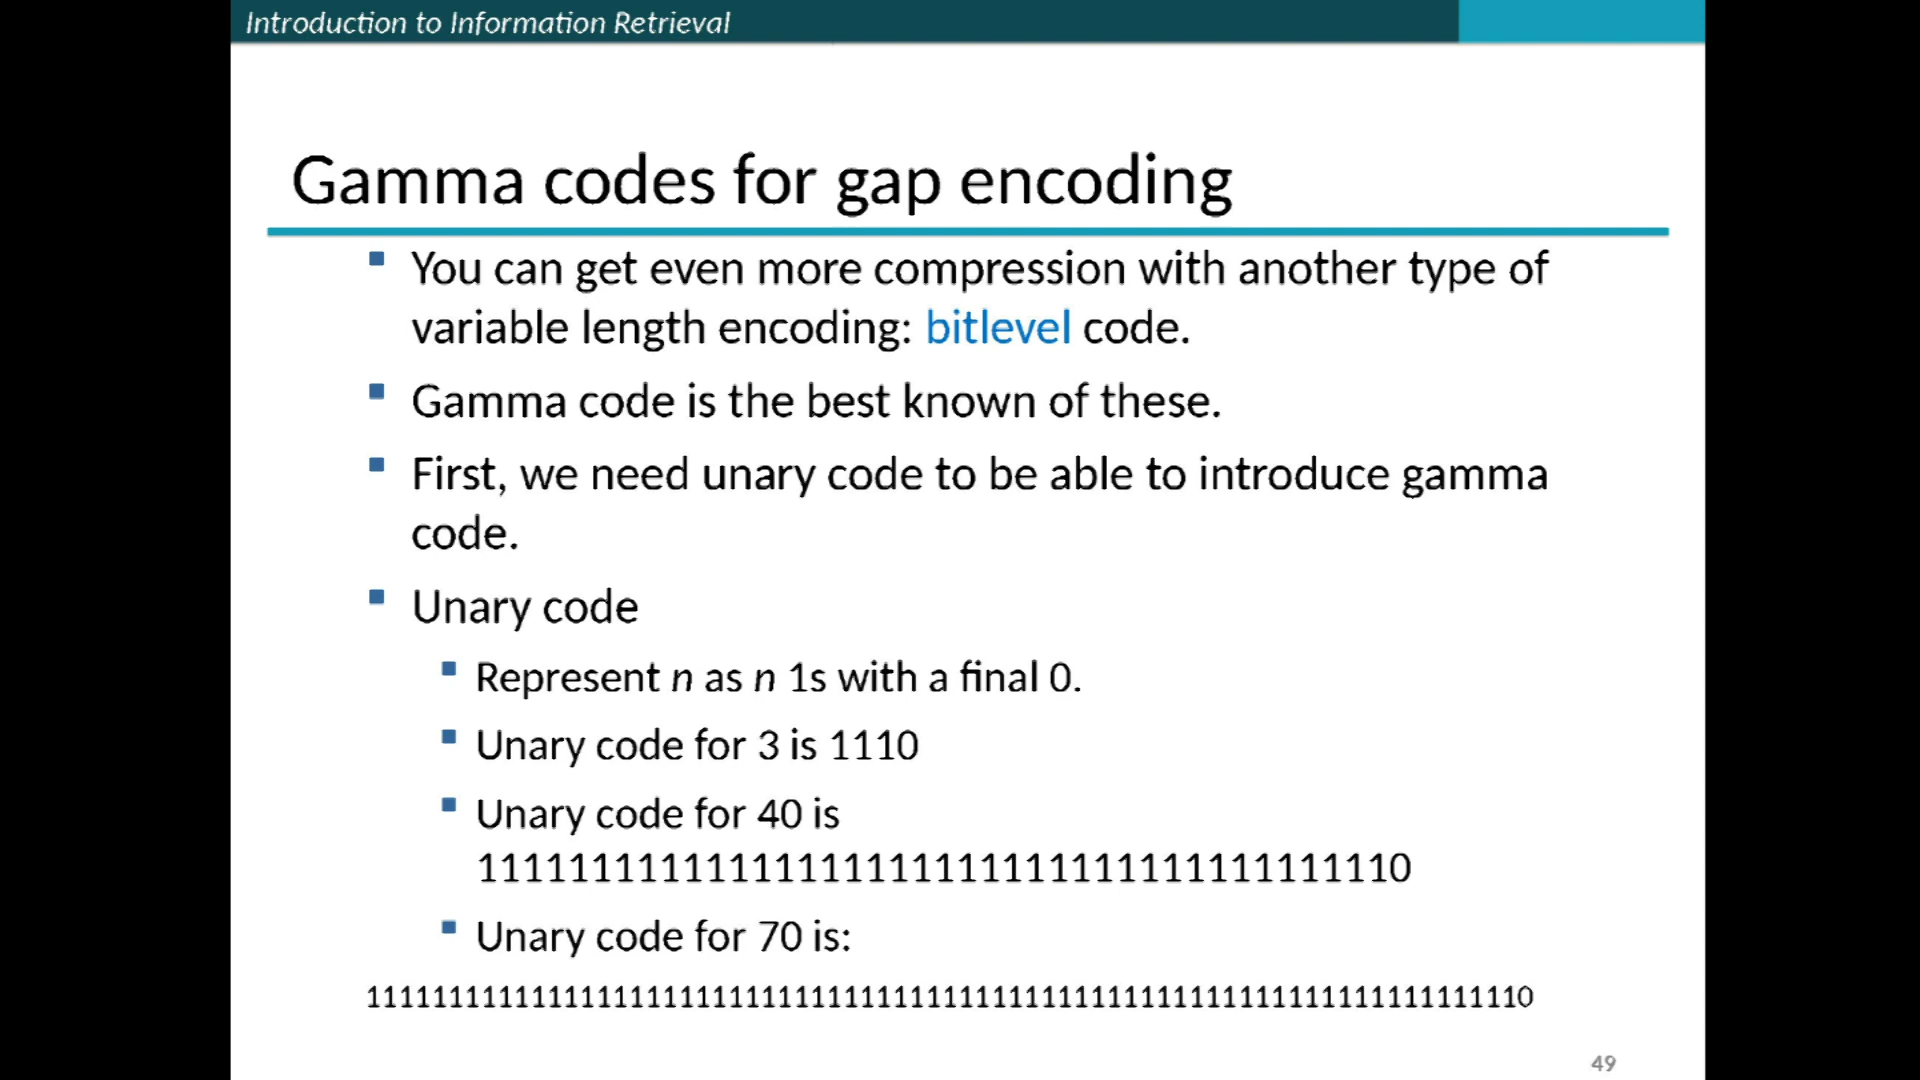 Introduction to Information Retrieval
Gamma codes for gap encoding
You can get even more compression with another type of
variable length encoding: bitlevel code.
Gamma code is the best known of these.
First, we need unary code to be able to introduce gamma
code.
Unary code
Represent n as n 1s with a final 0.
Unary code for 3 is 1110
Unary code for 40 is
11111111111111111111111111111111111111110
Unary code for 70 is:
11111111111111111111111111111111111111111111111111111111111111111111110
49